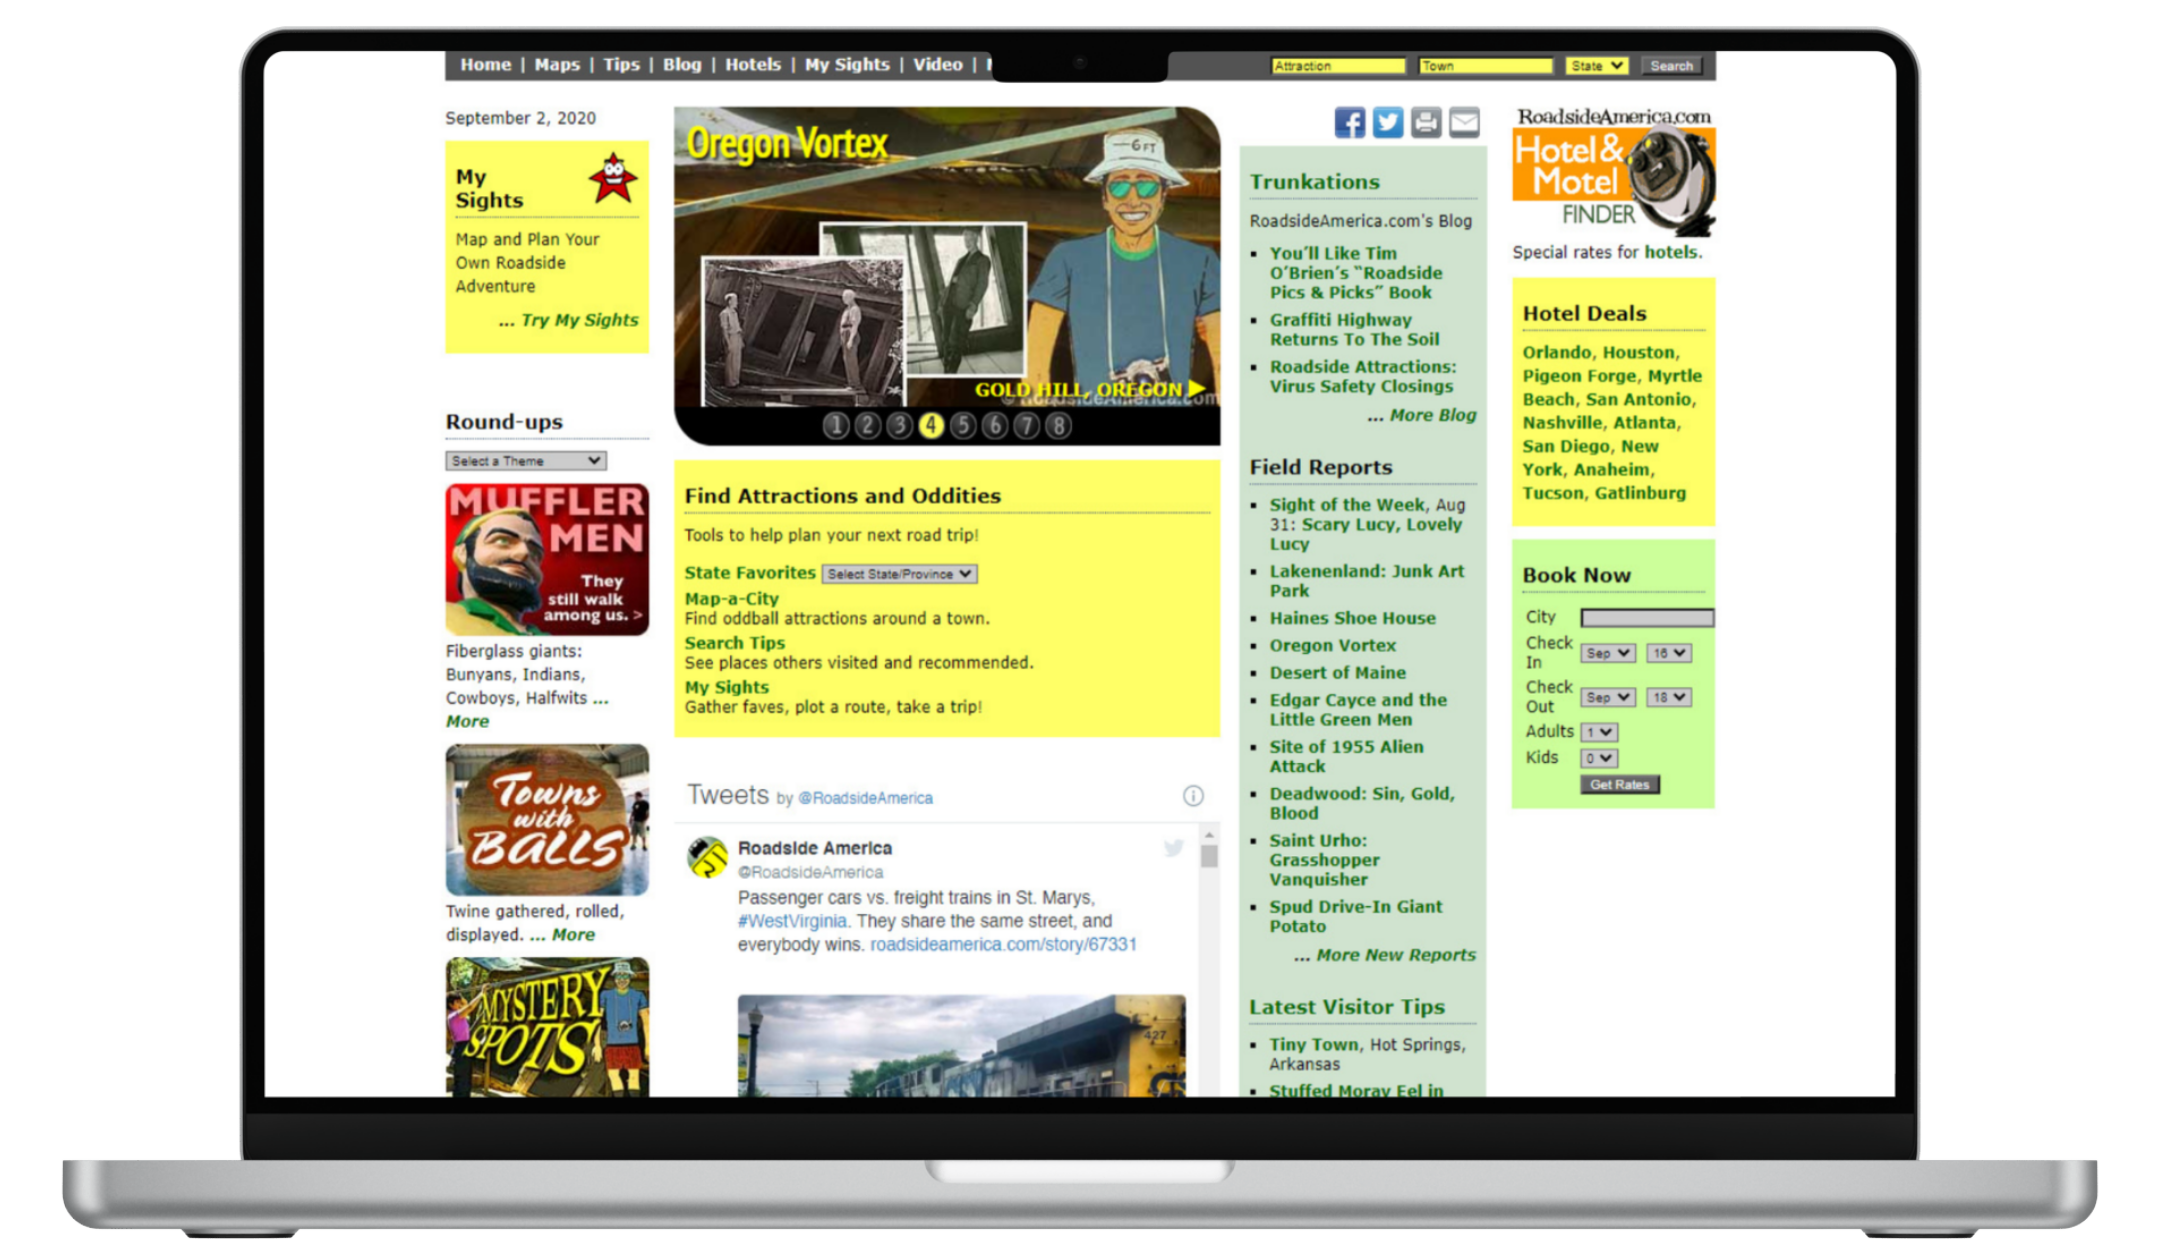 Home | Maps | Tips | Blog | Hotels | My Sights | Video |
Attraction
Town
State
Search
September 2, 2020
My
Sights
Map and Plan Your
Own Roadside
Adventure
... Try My Sights
Round-ups
Select a Theme
MUFFLER
MEN
They
still walk
among us. >
Fiberglass giants:
Bunyans, Indians,
Cowboys, Halfwits ...
More
Towns
with
BALLS
Twine gathered, rolled,
displayed. ... More
MYSTERY
SPOTS
Oregon Vortex
6 FT
GOLD HILL, OREGON
© RoadsideAmerica.com
1 2 3 4 5 6 7 8
Find Attractions and Oddities
Tools to help plan your next road trip!
State Favorites Select State/Province
Map-a-City
Find oddball attractions around a town.
Search Tips
See places others visited and recommended.
My Sights
Gather faves, plot a route, take a trip!
Tweets by @RoadsideAmerica
Roadside America
@RoadsideAmerica
Passenger cars vs. freight trains in St. Marys,
#WestVirginia. They share the same street, and
everybody wins. roadsideamerica.com/story/67331
427
Trunkations
RoadsideAmerica.com's Blog
You'll Like Tim
O'Brien's "Roadside
Pics & Picks" Book
Graffiti Highway
Returns To The Soil
Roadside Attractions:
Virus Safety Closings
... More Blog
Field Reports
Sight of the Week, Aug
31: Scary Lucy, Lovely
Lucy
Lakenenland: Junk Art
Park
Haines Shoe House
Oregon Vortex
Desert of Maine
Edgar Cayce and the
Little Green Men
Site of 1955 Alien
Attack
Deadwood: Sin, Gold,
Blood
Saint Urho:
Grasshopper
Vanquisher
Spud Drive-In Giant
Potato
... More New Reports
Latest Visitor Tips
Tiny Town, Hot Springs,
Arkansas
Stuffed Moray Eel in
RoadsideAmerica.com
Hotel &
Motel
FINDER
Special rates for hotels.
Hotel Deals
Orlando, Houston,
Pigeon Forge, Myrtle
Beach, San Antonio,
Nashville, Atlanta,
San Diego, New
York, Anaheim,
Tucson, Gatlinburg
Book Now
City
Check
In Sep 16
Check
Out Sep 18
Adults 1
Kids 0
Get Rates